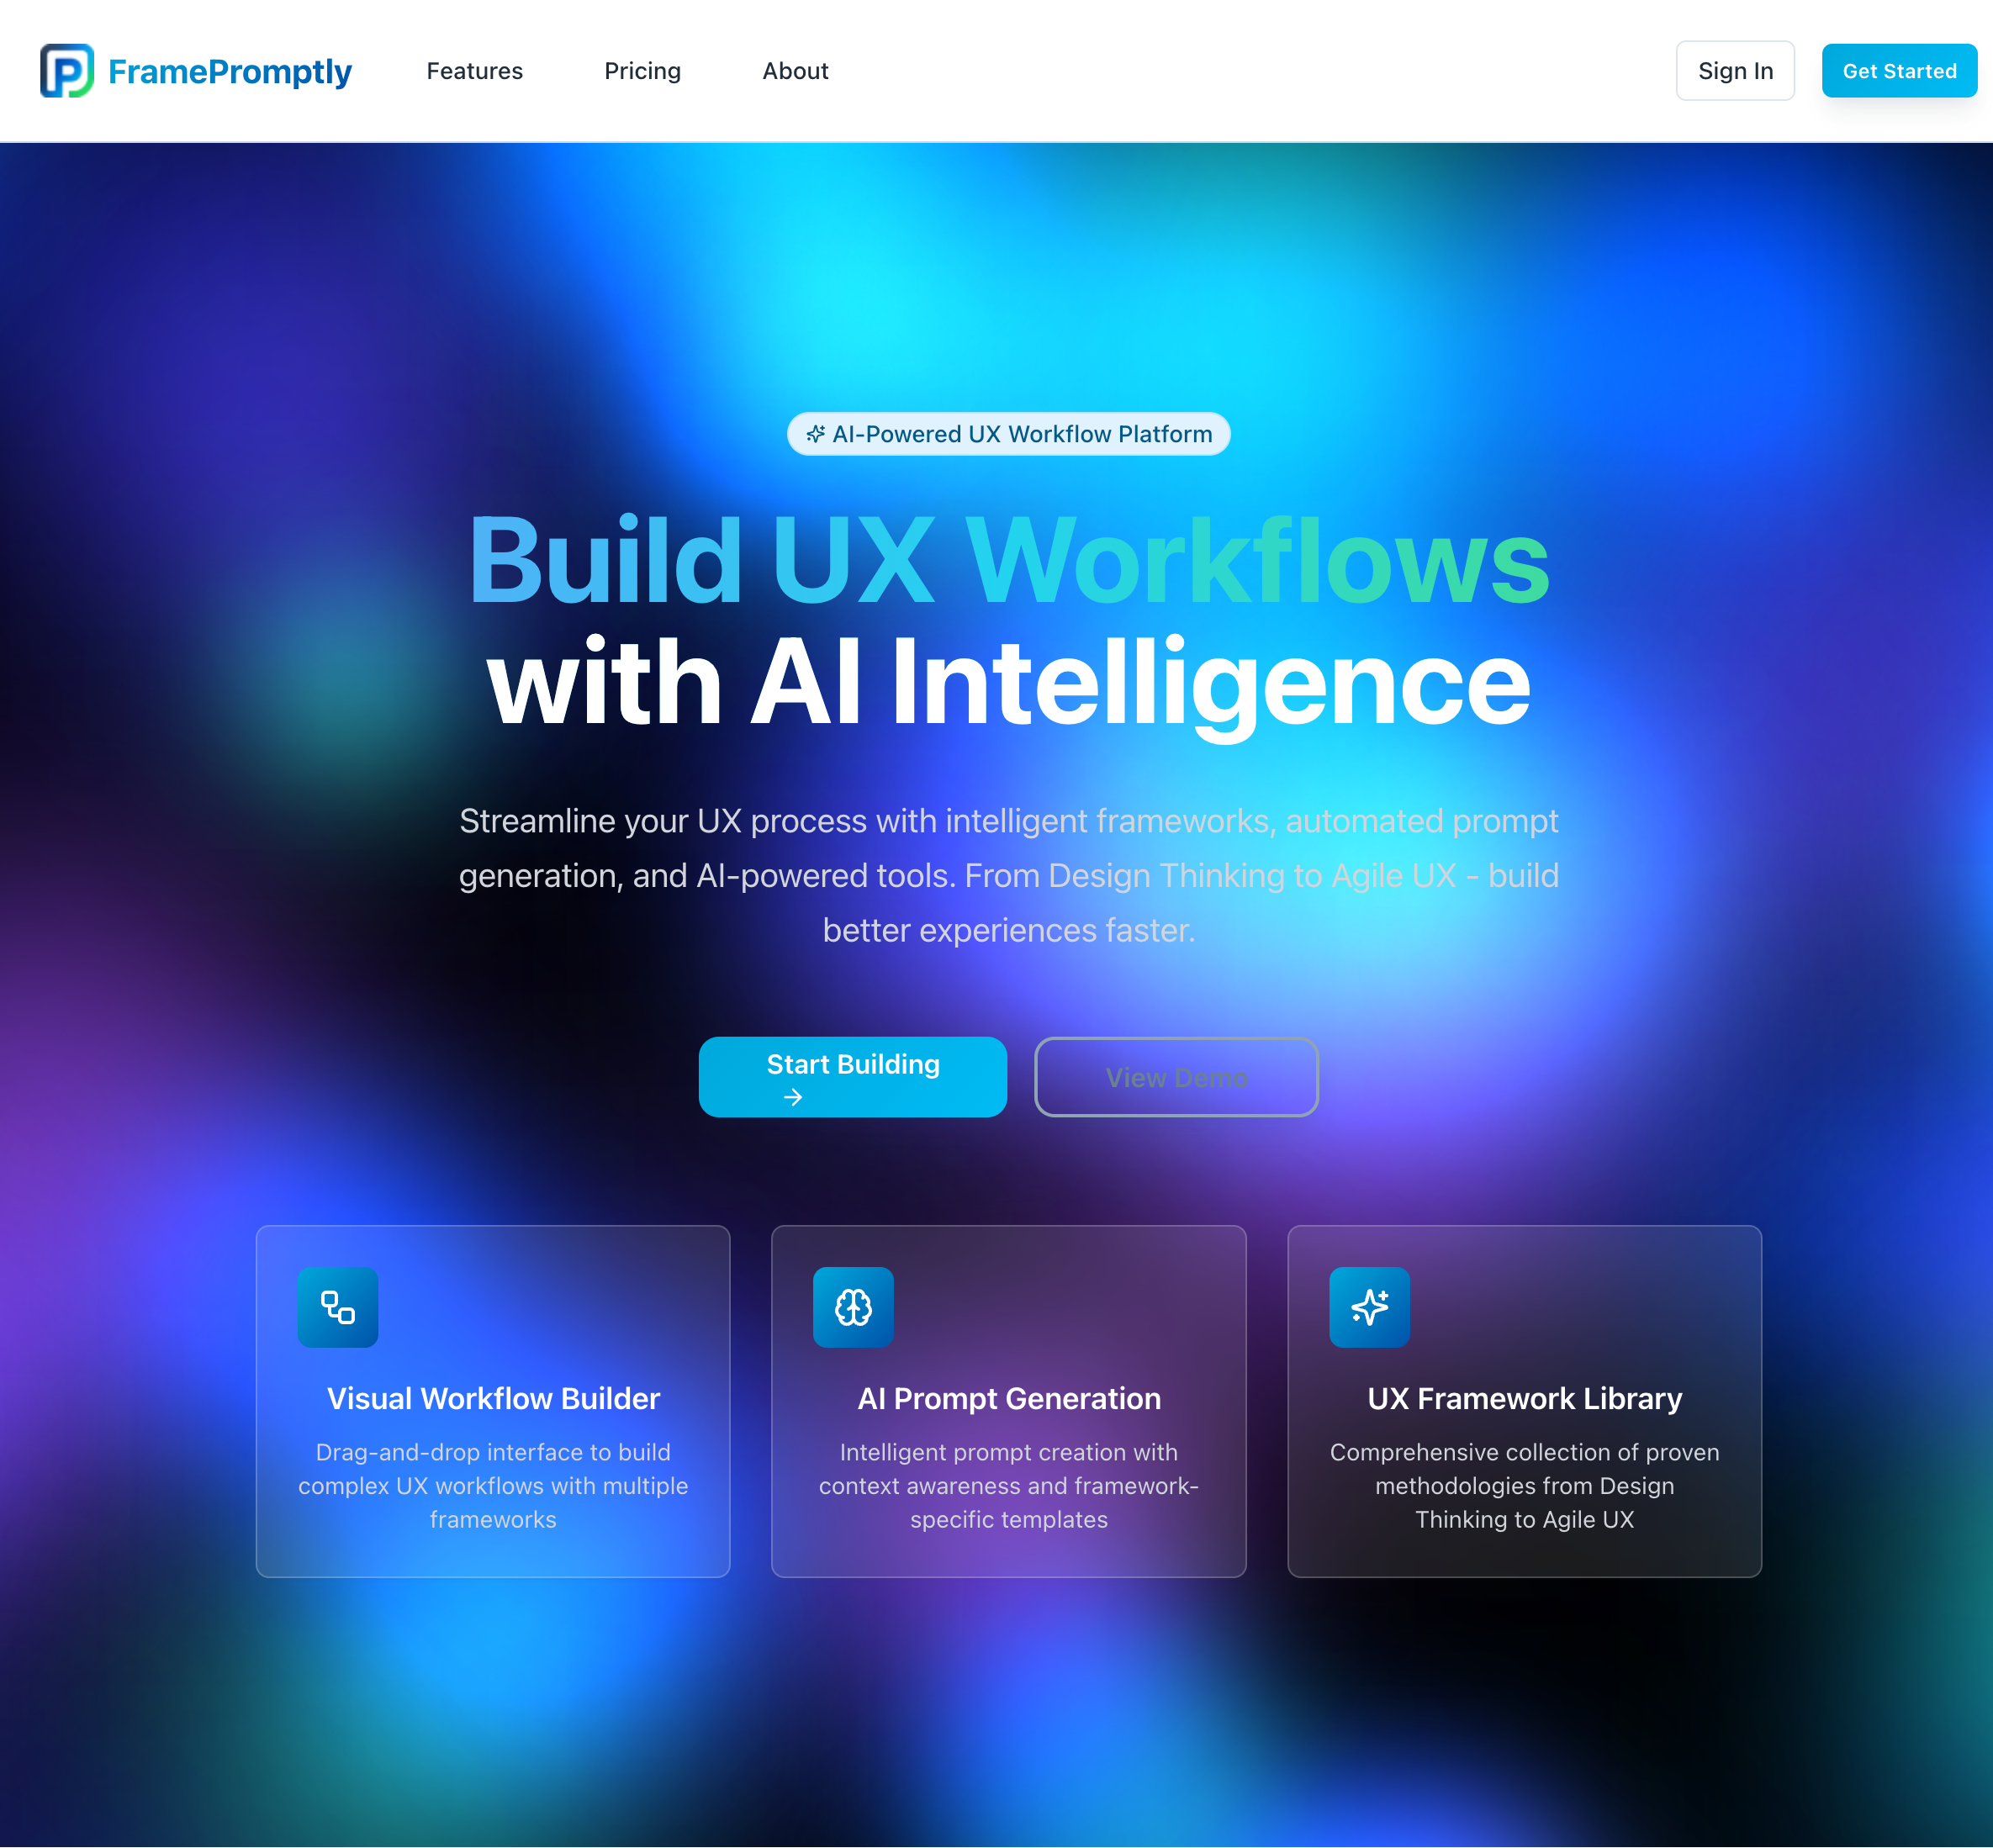 FramePromptly
Features
Pricing
About
Sign In
Get Started
AI-Powered UX Workflow Platform
Build UX Workflows
with AI Intelligence
Streamline your UX process with intelligent frameworks, automated prompt
generation, and AI-powered tools. From Design Thinking to Agile UX - build
better experiences faster.
Start Building
→
View Demo
Visual Workflow Builder
Drag-and-drop interface to build
complex UX workflows with multiple
frameworks
AI Prompt Generation
Intelligent prompt creation with
context awareness and framework-
specific templates
UX Framework Library
Comprehensive collection of proven
methodologies from Design
Thinking to Agile UX